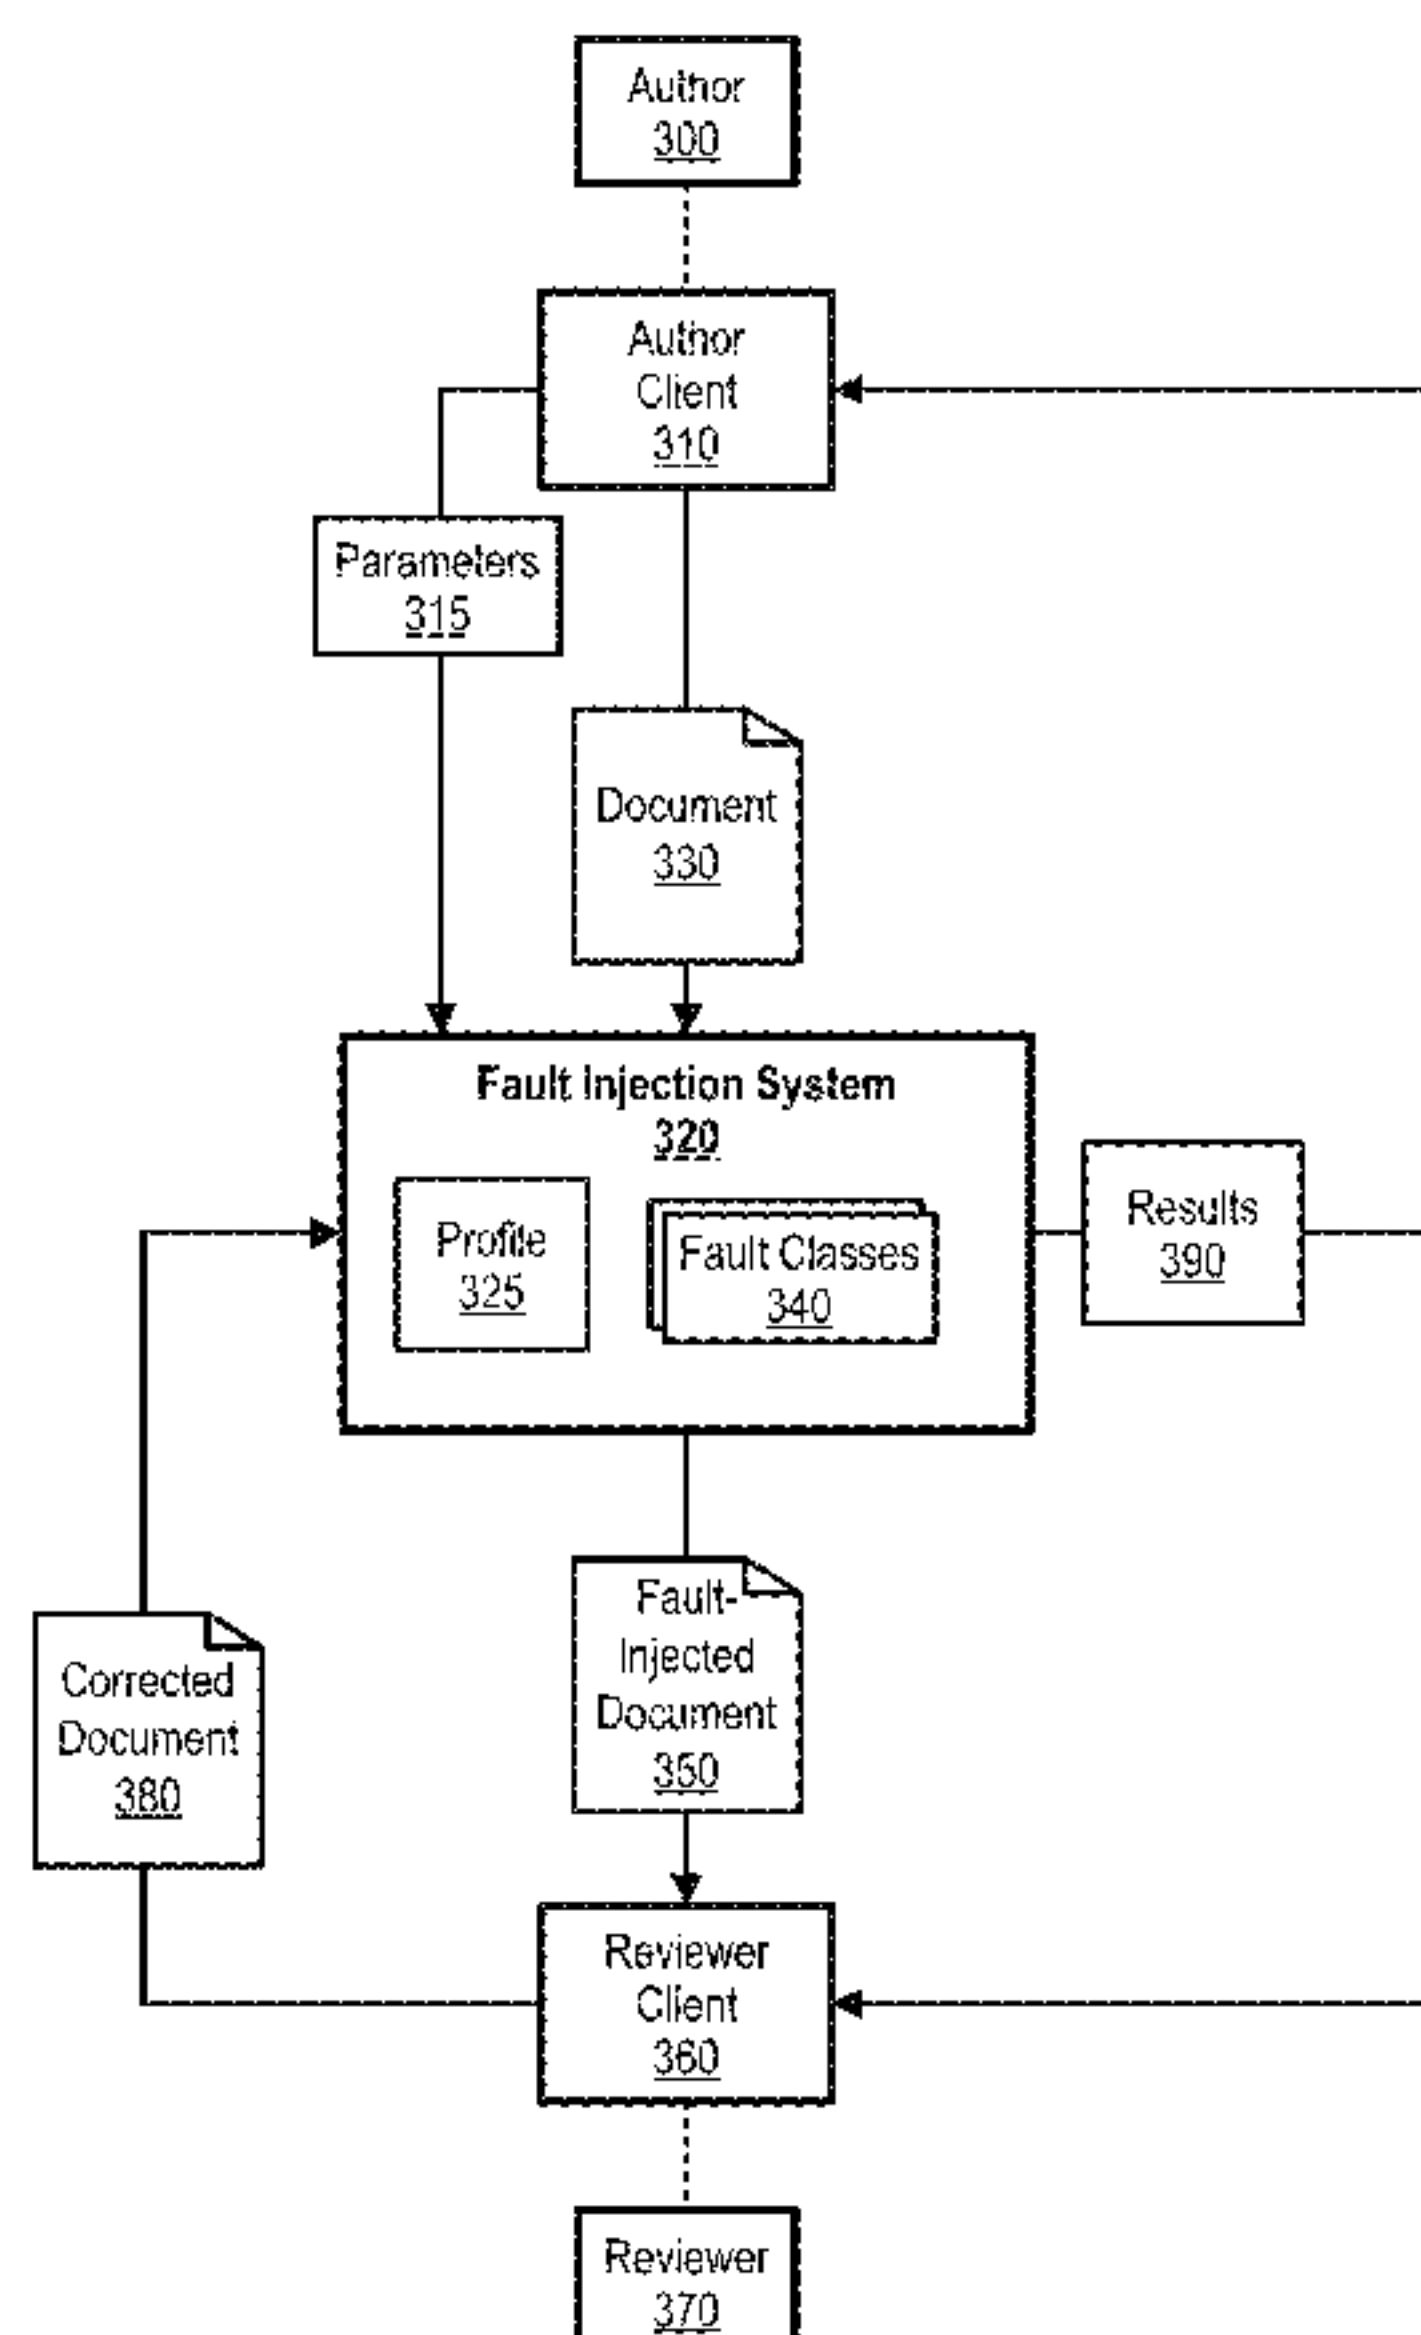 Author
300
Author
Client
310
Parameters
315
Document
330
Fault Injection System
320
Profile
325
Fault Classes
340
Results
390
Fault-
Injected
Document
350
Corrected
Document
380
Reviewer
Client
360
Reviewer
370